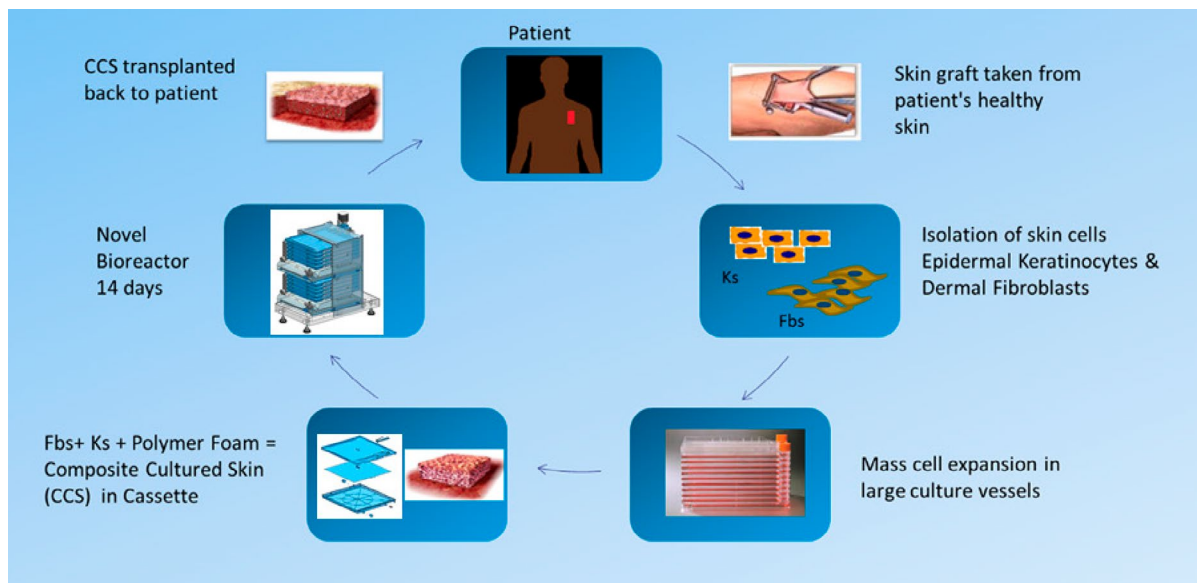 Patient
CCS transplanted
back to patient
Skin graft taken from
patient's healthy
skin
Novel
Bioreactor
14 days
Ks
Fbs
Isolation of skin cells
Epidermal Keratinocytes &
Dermal Fibroblasts
Fbs+ Ks + Polymer Foam =
Composite Cultured Skin
(CCS) in Cassette
Mass cell expansion in
large culture vessels